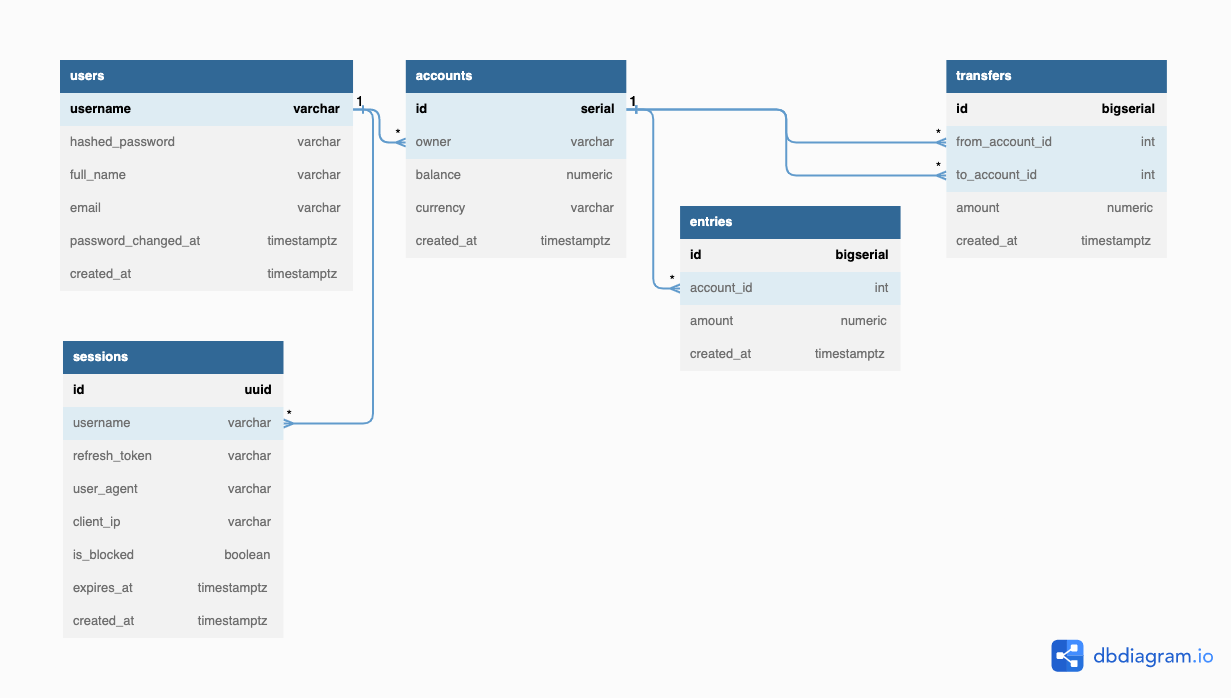 users
username varchar
hashed_password varchar
full_name varchar
email varchar
password_changed_at timestamptz
created_at timestamptz
1
*
accounts
id serial
owner varchar
balance numeric
currency varchar
created_at timestamptz
1
*
*
transfers
id bigserial
from_account_id int
to_account_id int
amount numeric
created_at timestamptz
*
entries
id bigserial
account_id int
amount numeric
created_at timestamptz
sessions
id uuid
username varchar
*
refresh_token varchar
user_agent varchar
client_ip varchar
is_blocked boolean
expires_at timestamptz
created_at timestamptz
dbdiagram.io